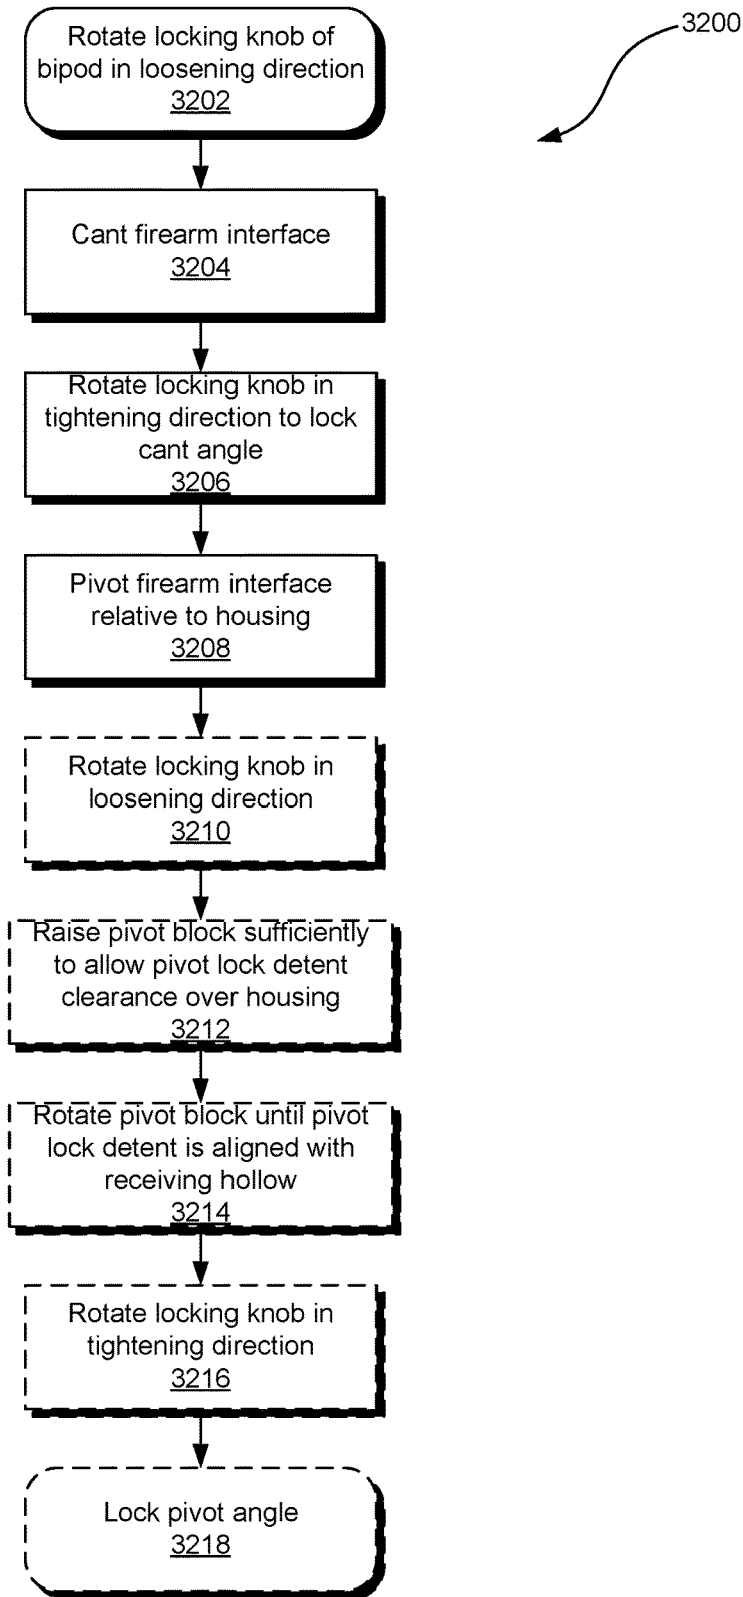 3200
Rotate locking knob of
bipod in loosening direction
3202
Cant firearm interface
3204
Rotate locking knob in
tightening direction to lock
cant angle
3206
Pivot firearm interface
relative to housing
3208
Rotate locking knob in
loosening direction
3210
Raise pivot block sufficiently
to allow pivot lock detent
clearance over housing
3212
Rotate pivot block until pivot
lock detent is aligned with
receiving hollow
3214
Rotate locking knob in
tightening direction
3216
Lock pivot angle
3218